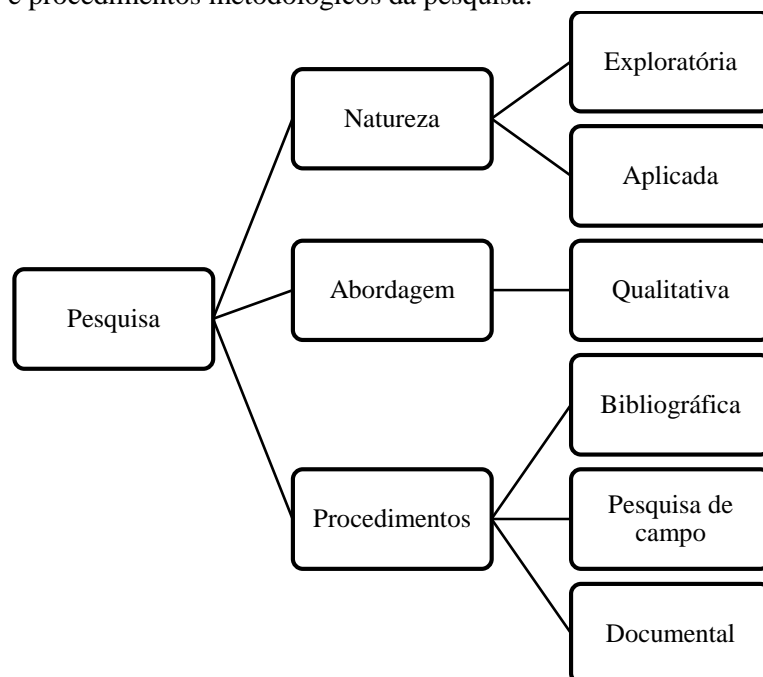 e procedimentos metodológicos da pesquisa.
Pesquisa
Natureza
Exploratória
Aplicada
Abordagem
Qualitativa
Procedimentos
Bibliográfica
Pesquisa de
campo
Documental